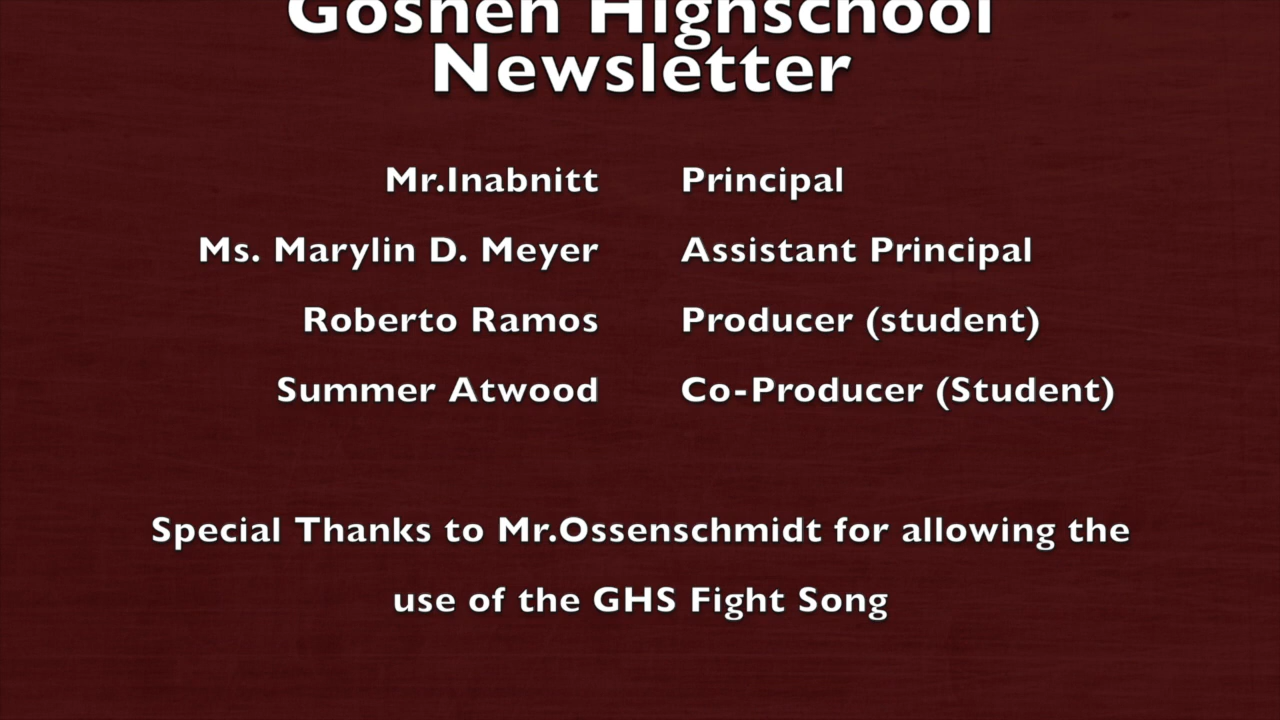 Goshen Highschool
Newsletter
Mr.Inabnitt Principal
Ms. Marylin D. Meyer Assistant Principal
Roberto Ramos Producer (student)
Summer Atwood Co-Producer (Student)
Special Thanks to Mr.Ossenschmidt for allowing the
use of the GHS Fight Song